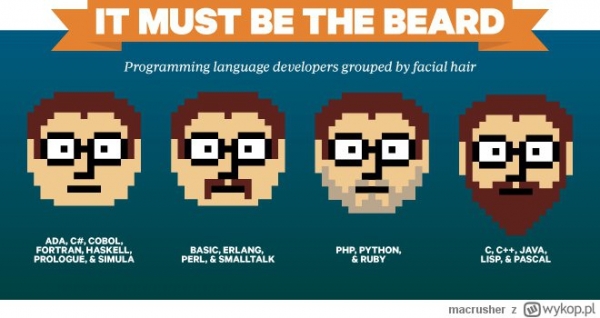 IT MUST BE THE BEARD
Programming language developers grouped by facial hair
ADA, C#, COBOL,
FORTRAN, HASKELL,
PROLOGUE, & SIMULA
BASIC, ERLANG,
PERL, & SMALLTALK
PHP, PYTHON,
& RUBY
C, C++, JAVA,
LISP, & PASCAL
macrusher z wykop.pl